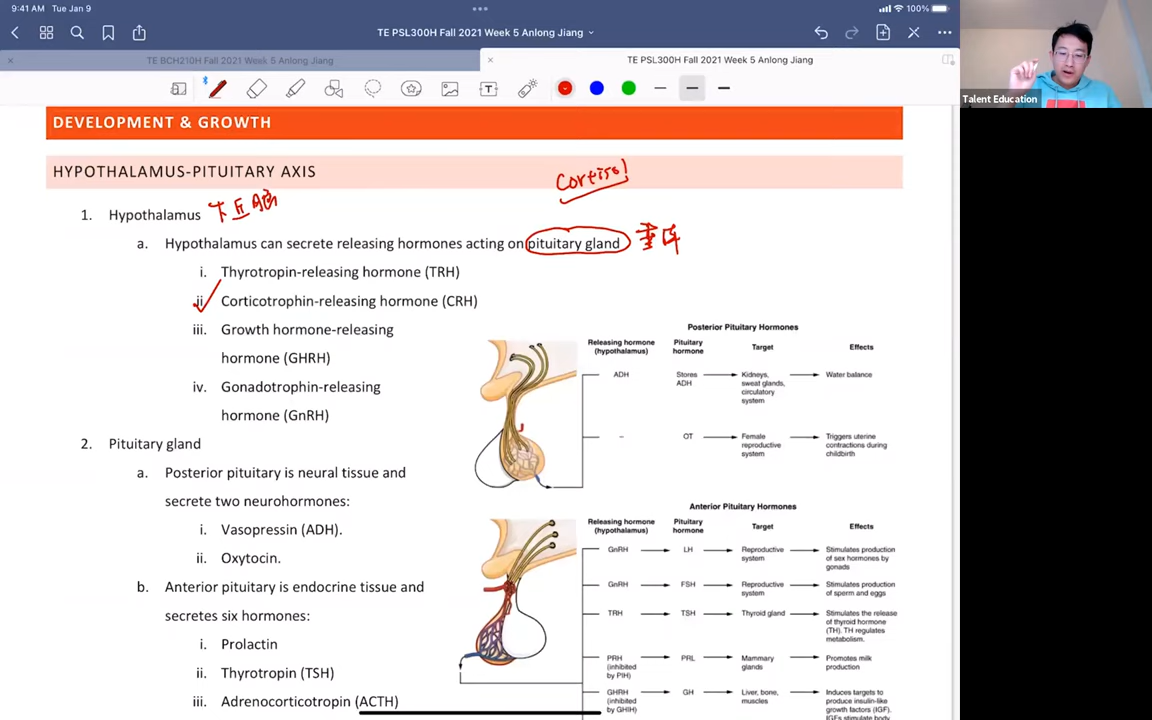 9:41 AM Tue Jan 9
100%
TE PSL300H Fall 2021 Week 5 Anlong Jiang
TE BCH210H Fall 2021 Week 5 Anlong Jiang
TE PSL300H Fall 2021 Week 5 Anlong Jiang
Talent Education
DEVELOPMENT & GROWTH
HYPOTHALAMUS-PITUITARY AXIS
Cortisol
1. Hypothalamus 下丘脑
a. Hypothalamus can secrete releasing hormones acting on pituitary gland 垂体
i. Thyrotropin-releasing hormone (TRH)
ii. Corticotrophin-releasing hormone (CRH)
iii. Growth hormone-releasing
hormone (GHRH)
iv. Gonadotrophin-releasing
hormone (GnRH)
2. Pituitary gland
a. Posterior pituitary is neural tissue and
secrete two neurohormones:
i. Vasopressin (ADH).
ii. Oxytocin.
b. Anterior pituitary is endocrine tissue and
secretes six hormones:
i. Prolactin
ii. Thyrotropin (TSH)
iii. Adrenocorticotropin (ACTH)
Posterior Pituitary Hormones
Releasing hormone
(hypothalamus)
Pituitary
hormone
Target
Effects
ADH
Stores
ADH
Kidneys,
sweat glands,
circulatory
system
Water balance
–
OT
Female
reproductive
system
Triggers uterine
contractions during
childbirth
Anterior Pituitary Hormones
Releasing hormone
(hypothalamus)
Pituitary
hormone
Target
Effects
GnRH
LH
Reproductive
system
Stimulates production
of sex hormones by
gonads
GnRH
FSH
Reproductive
system
Stimulates production
of sperm and eggs
TRH
TSH
Thyroid gland
Stimulates the release
of thyroid hormone
(TH). TH regulates
metabolism.
PRH
(inhibited
by PIH)
PRL
Mammary
glands
Promotes milk
production
GHRH
(inhibited
by GHIH)
GH
Liver, bone,
muscles
Induces targets to
produce insulin-like
growth factors (IGF).
IGFs stimulate body